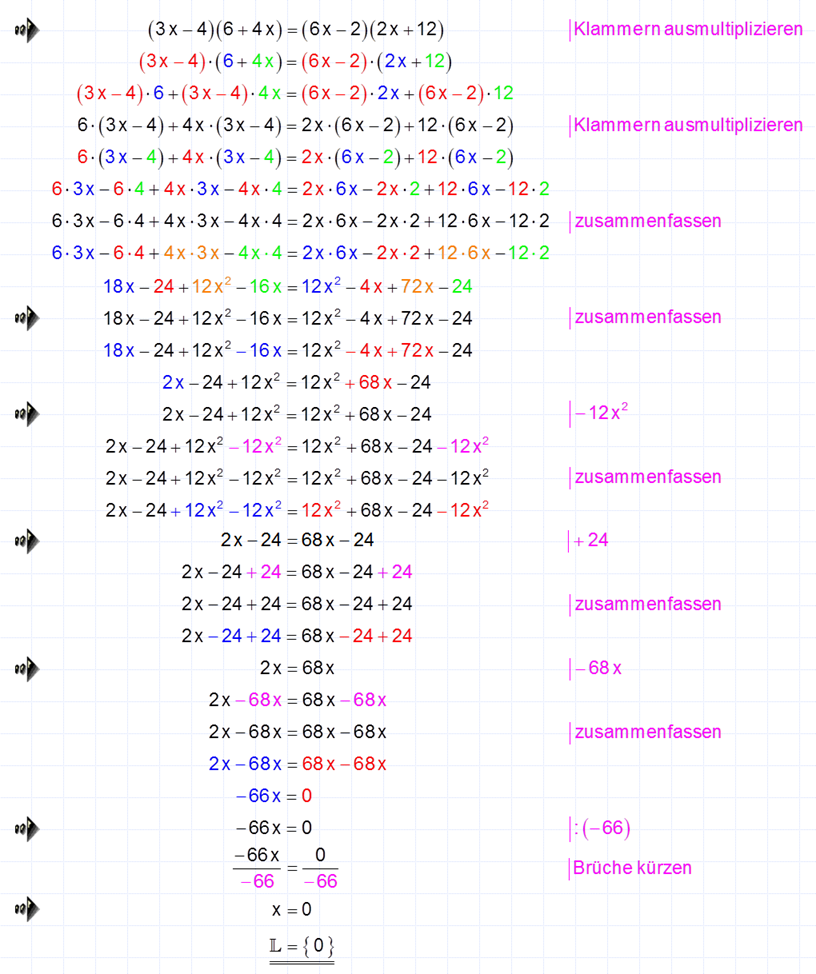 (3x − 4)(6 + 4x) = (6x − 2)(2x + 12) |Klammern ausmultiplizieren
(3x − 4)·(6 + 4x) = (6x − 2)·(2x + 12)
(3x − 4)·6 + (3x − 4)·4x = (6x − 2)·2x + (6x − 2)·12
6·(3x − 4) + 4x·(3x − 4) = 2x·(6x − 2) + 12·(6x − 2) |Klammern ausmultiplizieren
6·(3x − 4) + 4x·(3x − 4) = 2x·(6x − 2) + 12·(6x − 2)
6·3x − 6·4 + 4x·3x − 4x·4 = 2x·6x − 2x·2 + 12·6x − 12·2
6·3x − 6·4 + 4x·3x − 4x·4 = 2x·6x − 2x·2 + 12·6x − 12·2 |zusammenfassen
6·3x − 6·4 + 4x·3x − 4x·4 = 2x·6x − 2x·2 + 12·6x − 12·2
18x − 24 + 12x² − 16x = 12x² − 4x + 72x − 24
18x − 24 + 12x² − 16x = 12x² − 4x + 72x − 24 |zusammenfassen
18x − 24 + 12x² − 16x = 12x² − 4x + 72x − 24
2x − 24 + 12x² = 12x² + 68x − 24
2x − 24 + 12x² = 12x² + 68x − 24 |− 12x²
2x − 24 + 12x² − 12x² = 12x² + 68x − 24 − 12x²
2x − 24 + 12x² − 12x² = 12x² + 68x − 24 − 12x² |zusammenfassen
2x − 24 + 12x² − 12x² = 12x² + 68x − 24 − 12x²
2x − 24 = 68x − 24 |+ 24
2x − 24 + 24 = 68x − 24 + 24
2x − 24 + 24 = 68x − 24 + 24 |zusammenfassen
2x − 24 + 24 = 68x − 24 + 24
2x = 68x |− 68x
2x − 68x = 68x − 68x
2x − 68x = 68x − 68x |zusammenfassen
2x − 68x = 68x − 68x
−66x = 0
−66x = 0 |:(−66)
−66x/−66 = 0/−66 |Brüche kürzen
x = 0
𝕃 = {0}